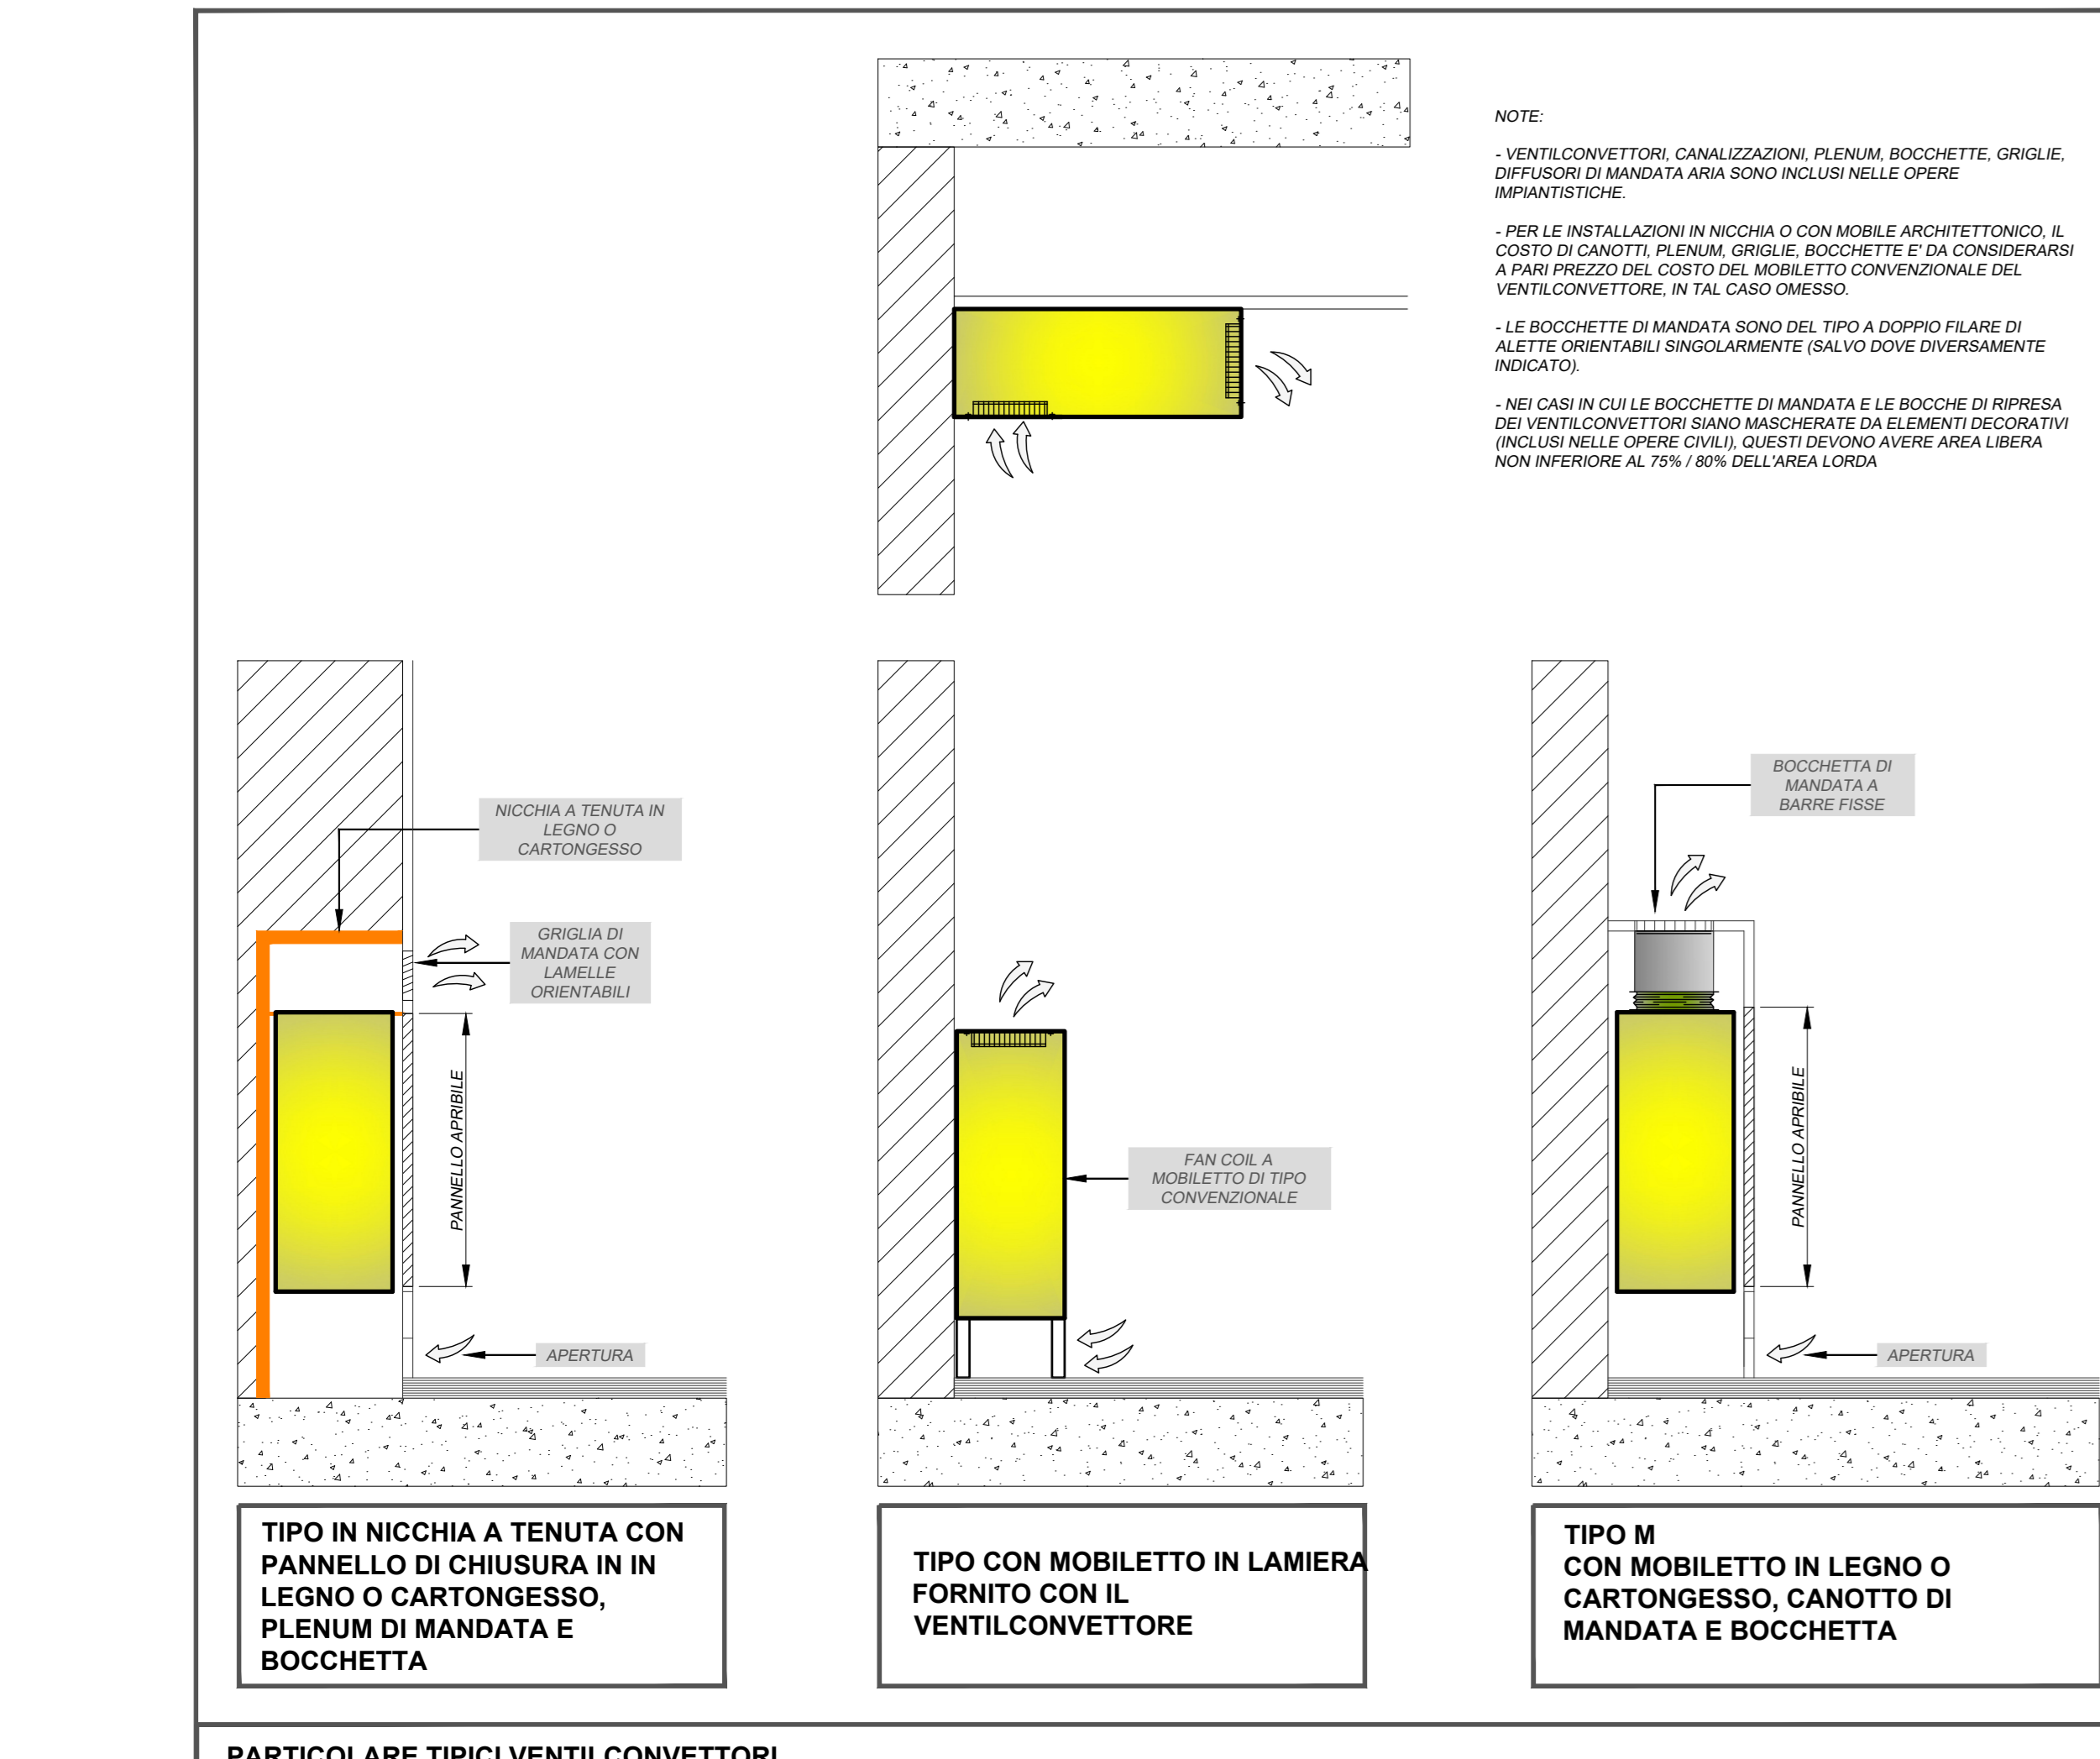 NOTE:
- VENTILCONVETTORI, CANALIZZAZIONI, PLENUM, BOCCHETTE, GRIGLIE,
DIFFUSORI DI MANDATA ARIA SONO INCLUSI NELLE OPERE
IMPIANTISTICHE.
- PER LE INSTALLAZIONI IN NICCHIA O CON MOBILE ARCHITETTONICO, IL
COSTO DI CANOTTI, PLENUM, GRIGLIE, BOCCHETTE E' DA CONSIDERARSI
A PARI PREZZO DEL COSTO DEL MOBILETTO CONVENZIONALE DEL
VENTILCONVETTORE, IN TAL CASO OMESSO.
- LE BOCCHETTE DI MANDATA SONO DEL TIPO A DOPPIO FILARE DI
ALETTE ORIENTABILI SINGOLARMENTE (SALVO DOVE DIVERSAMENTE
INDICATO).
- NEI CASI IN CUI LE BOCCHETTE DI MANDATA E LE BOCCHE DI RIPRESA
DEI VENTILCONVETTORI SIANO MASCHERATE DA ELEMENTI DECORATIVI
(INCLUSI NELLE OPERE CIVILI), QUESTI DEVONO AVERE AREA LIBERA
NON INFERIORE AL 75% / 80% DELL'AREA LORDA
NICCHIA A TENUTA IN
LEGNO O
CARTONGESSO
GRIGLIA DI
MANDATA CON
LAMELLE
ORIENTABILI
PANNELLO APRIBILE
APERTURA
FAN COIL A
MOBILETTO DI TIPO
CONVENZIONALE
BOCCHETTA DI
MANDATA A
BARRE FISSE
PANNELLO APRIBILE
APERTURA
TIPO IN NICCHIA A TENUTA CON
PANNELLO DI CHIUSURA IN IN
LEGNO O CARTONGESSO,
PLENUM DI MANDATA E
BOCCHETTA
TIPO CON MOBILETTO IN LAMIERA
FORNITO CON IL
VENTILCONVETTORE
TIPO M
CON MOBILETTO IN LEGNO O
CARTONGESSO, CANOTTO DI
MANDATA E BOCCHETTA
PARTICOLARE TIPICI VENTILCONVETTORI